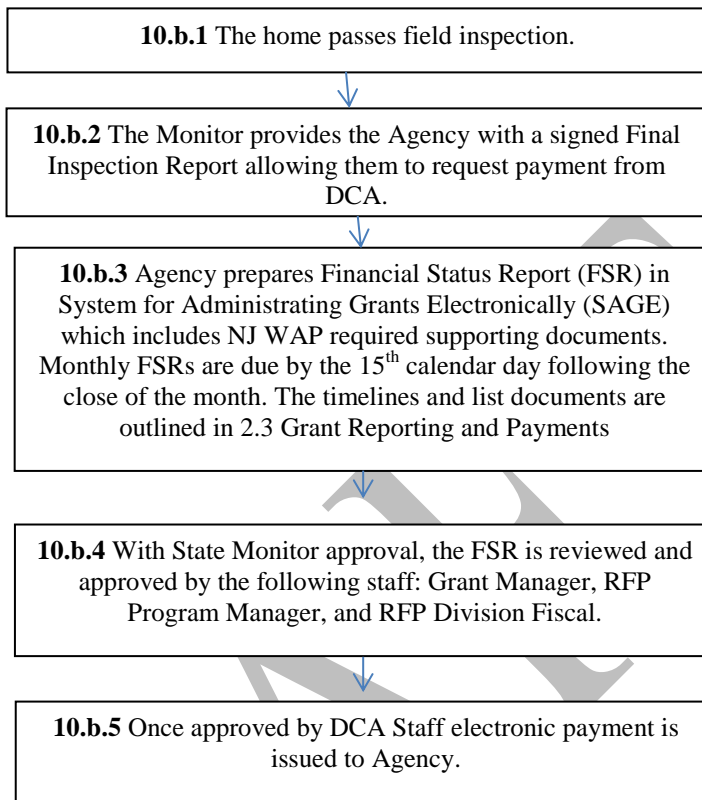 10.b.1 The home passes field inspection.
10.b.2 The Monitor provides the Agency with a signed Final
Inspection Report allowing them to request payment from
DCA.
10.b.3 Agency prepares Financial Status Report (FSR) in
System for Administrating Grants Electronically (SAGE)
which includes NJ WAP required supporting documents.
Monthly FSRs are due by the 15th calendar day following the
close of the month. The timelines and list documents are
outlined in 2.3 Grant Reporting and Payments
10.b.4 With State Monitor approval, the FSR is reviewed and
approved by the following staff: Grant Manager, RFP
Program Manager, and RFP Division Fiscal.
10.b.5 Once approved by DCA Staff electronic payment is
issued to Agency.